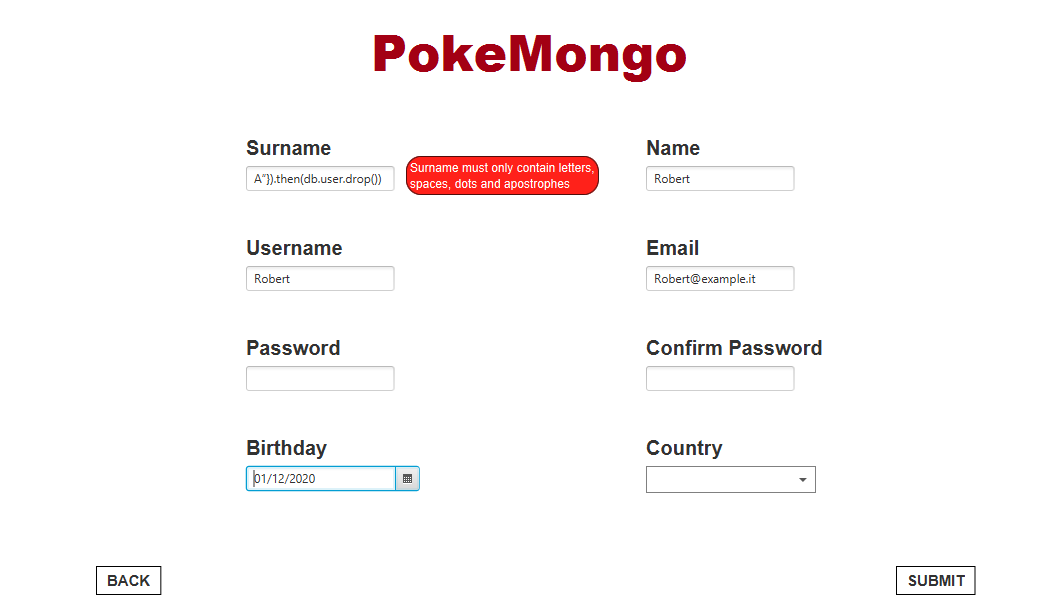 PokeMongo
Surname
Name
A"}).then(db.user.drop())
Surname must only contain letters,
spaces, dots and apostrophes
Robert
Username
Email
Robert
Robert@example.it
Password
Confirm Password
Birthday
Country
01/12/2020
BACK
SUBMIT